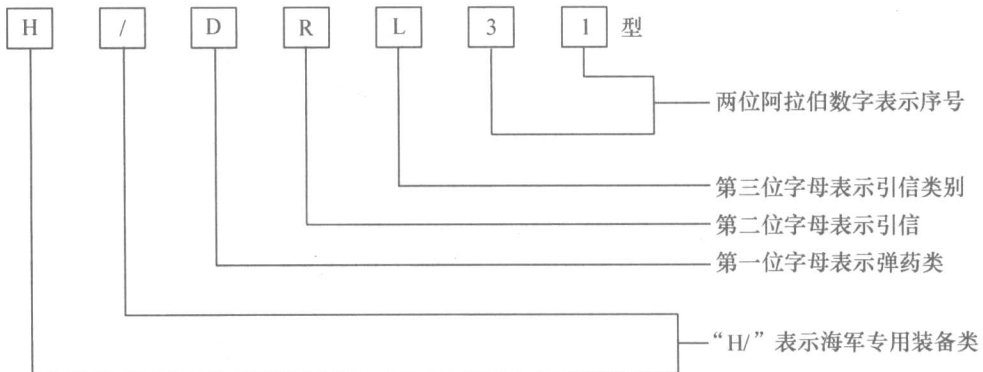 H / D R L 3 1 型
两位阿拉伯数字表示序号
第三位字母表示引信类别
第二位字母表示引信
第一位字母表示弹药类
“H/”表示海军专用装备类